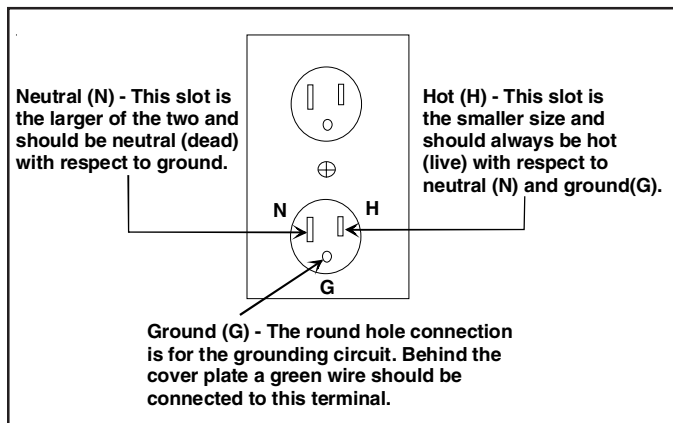 Neutral (N) - This slot is
the larger of the two and
should be neutral (dead)
with respect to ground.
Hot (H) - This slot is
the smaller size and
should always be hot
(live) with respect to
neutral (N) and ground(G).
N
H
G
Ground (G) - The round hole connection
is for the grounding circuit. Behind the
cover plate a green wire should be
connected to this terminal.